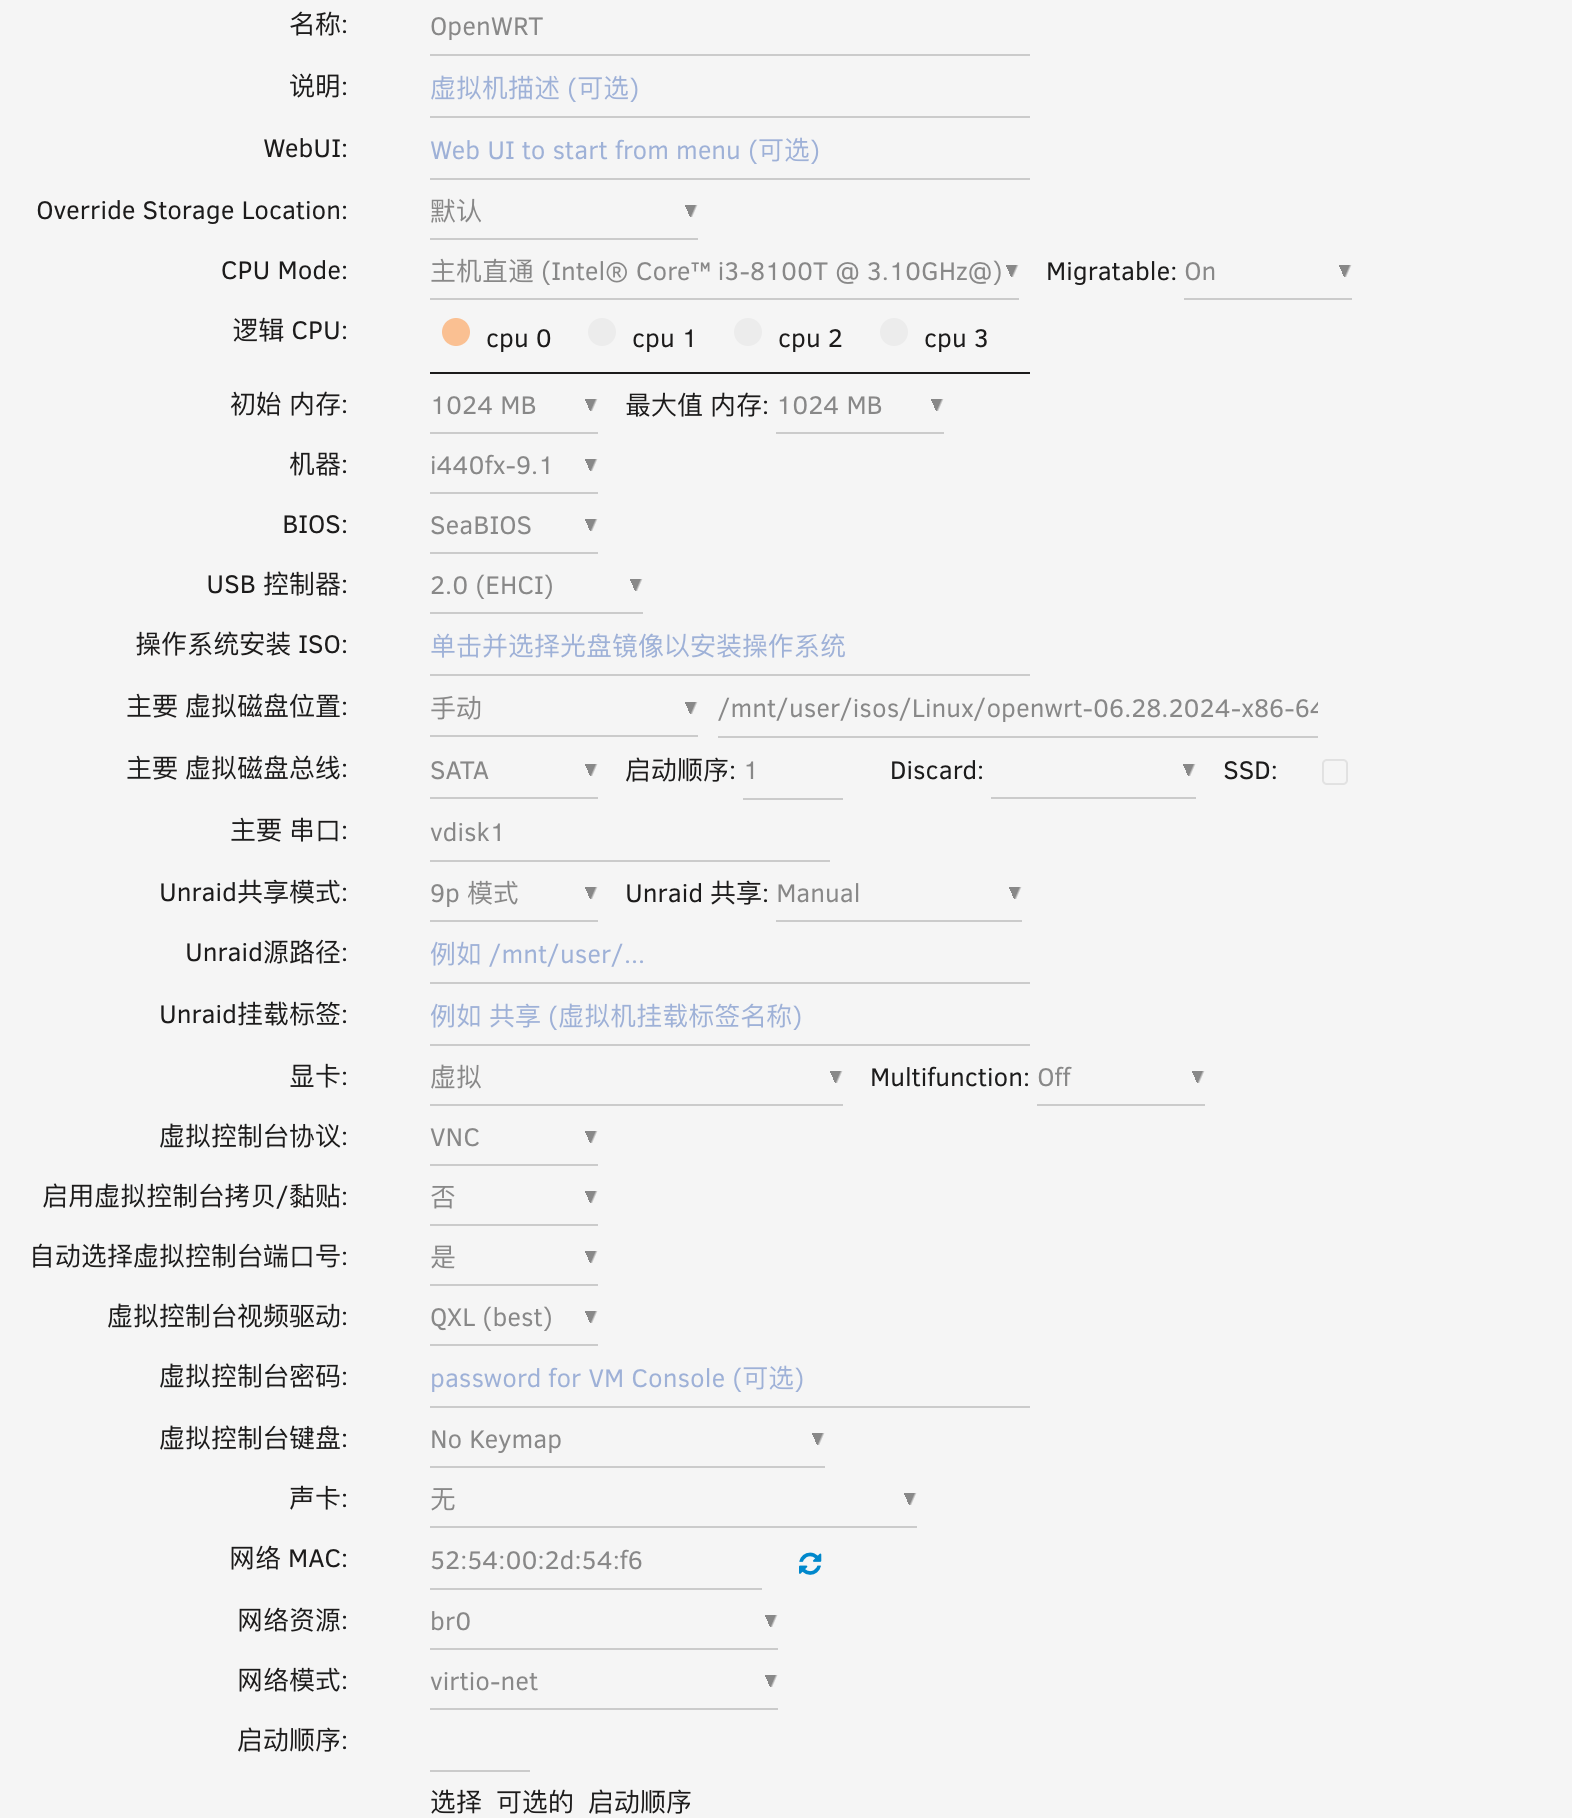 名称: OpenWRT
说明: 虚拟机描述 (可选)
WebUI: Web UI to start from menu (可选)
Override Storage Location: 默认
CPU Mode: 主机直通 (Intel® Core™ i3-8100T @ 3.10GHz@) Migratable: On
逻辑 CPU: cpu 0 cpu 1 cpu 2 cpu 3
初始 内存: 1024 MB 最大值 内存: 1024 MB
机器: i440fx-9.1
BIOS: SeaBIOS
USB 控制器: 2.0 (EHCI)
操作系统安装 ISO: 单击并选择光盘镜像以安装操作系统
主要 虚拟磁盘位置: 手动 /mnt/user/isos/Linux/openwrt-06.28.2024-x86-64
主要 虚拟磁盘总线: SATA 启动顺序: 1 Discard: SSD:
主要 串口: vdisk1
Unraid共享模式: 9p 模式 Unraid 共享: Manual
Unraid源路径: 例如 /mnt/user/...
Unraid挂载标签: 例如 共享 (虚拟机挂载标签名称)
显卡: 虚拟 Multifunction: Off
虚拟控制台协议: VNC
启用虚拟控制台拷贝/黏贴: 否
自动选择虚拟控制台端口号: 是
虚拟控制台视频驱动: QXL (best)
虚拟控制台密码: password for VM Console (可选)
虚拟控制台键盘: No Keymap
声卡: 无
网络 MAC: 52:54:00:2d:54:f6
网络资源: br0
网络模式: virtio-net
启动顺序:
选择 可选的 启动顺序